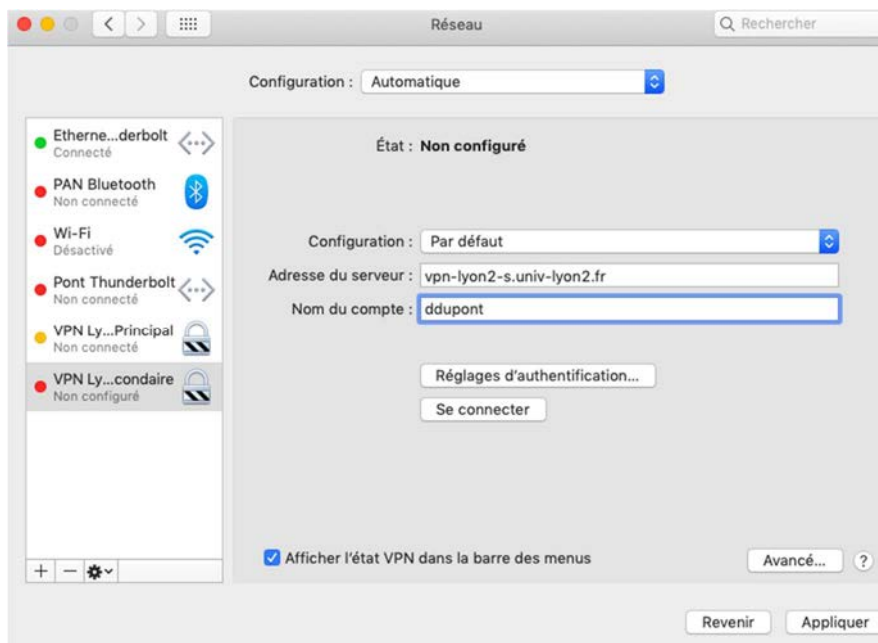 Réseau
Rechercher
Configuration : Automatique
Etherne...derbolt
Connecté
PAN Bluetooth
Non connecté
Wi-Fi
Désactivé
Pont Thunderbolt
Non connecté
VPN Ly...Principal
Non connecté
VPN Ly...condaire
Non configuré
État : Non configuré
Configuration : Par défaut
Adresse du serveur : vpn-lyon2-s.univ-lyon2.fr
Nom du compte : ddupont
Réglages d'authentification...
Se connecter
Afficher l'état VPN dans la barre des menus
Avancé... ?
Revenir Appliquer